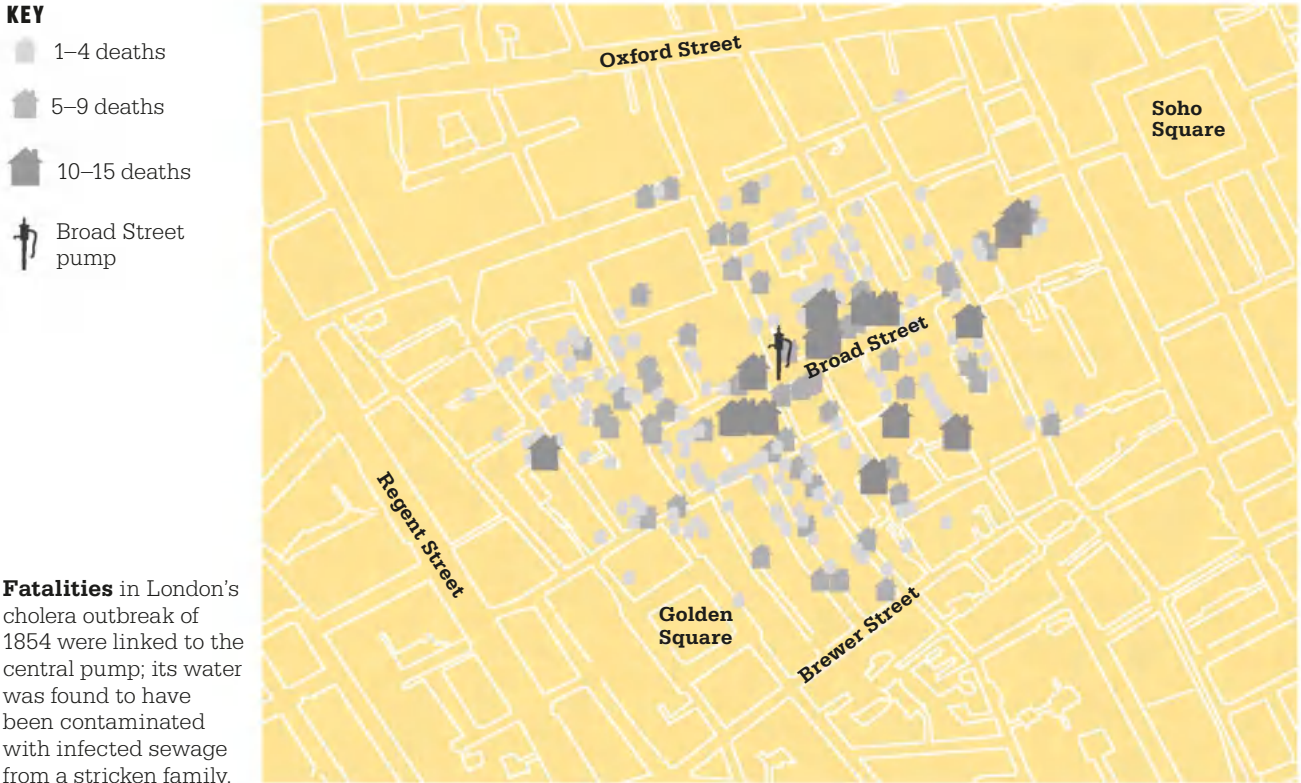 KEY
1–4 deaths
5–9 deaths
10–15 deaths
Broad Street
pump
Fatalities in London's
cholera outbreak of
1854 were linked to the
central pump; its water
was found to have
been contaminated
with infected sewage
from a stricken family.
Oxford Street
Soho
Square
Broad Street
Regent Street
Golden
Square
Brewer Street